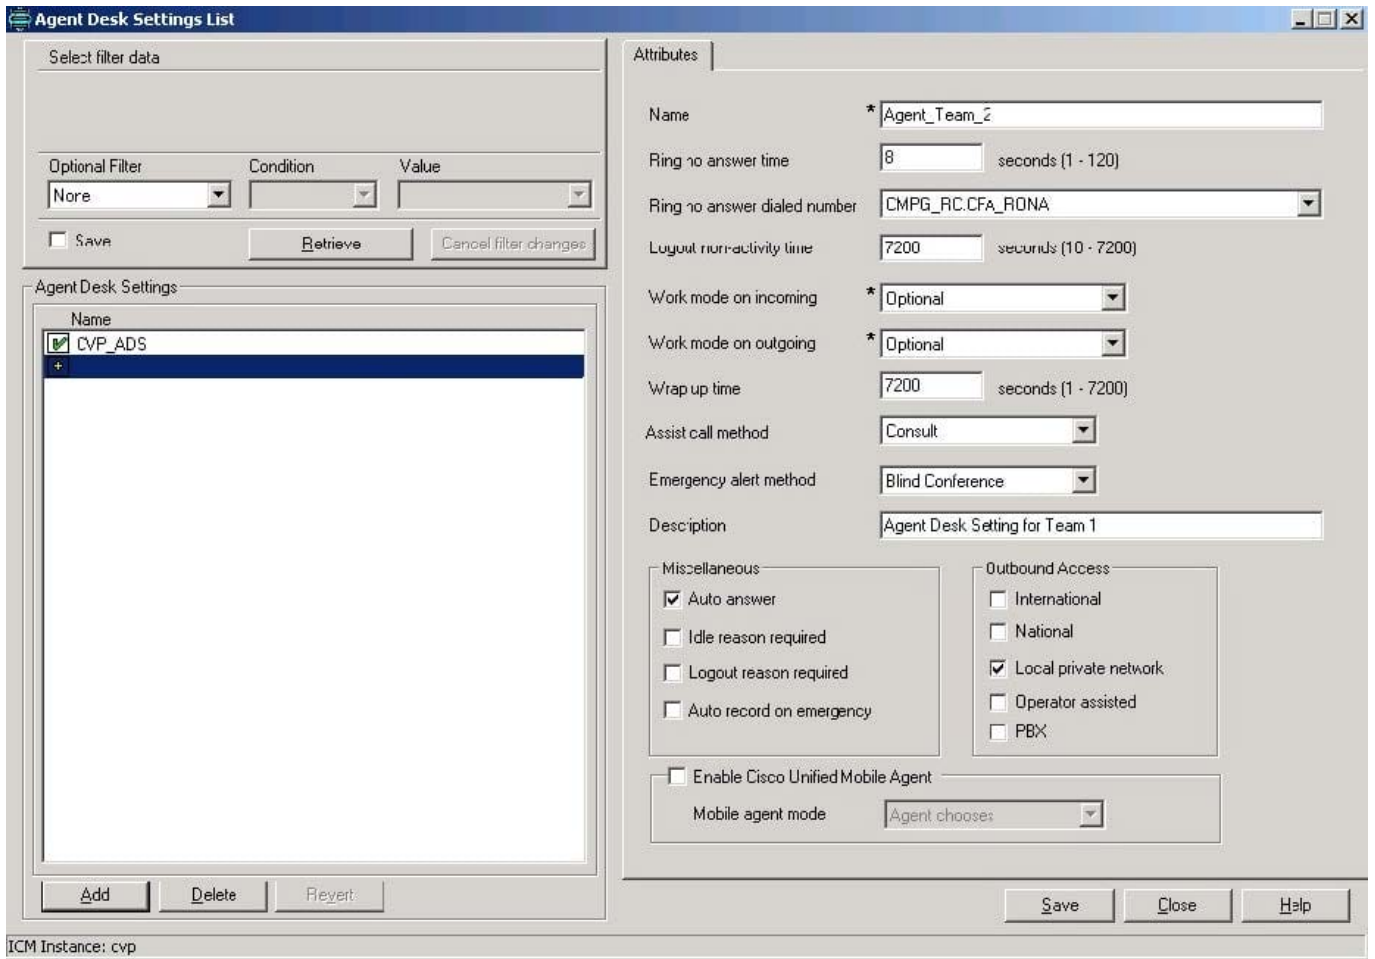 Agent Desk Settings List
Select filter data
Optional Filter Condition Value
None
Save Retrieve Cancel filter changes
Agent Desk Settings
Name
CVP_ADS
Add Delete Revert
Attributes
Name * Agent_Team_2
Ring no answer time 8 seconds (1 - 120)
Ring no answer dialed number CMPG_RC.CFA_RONA
Logout non-activity time 7200 seconds (10 - 7200)
Work mode on incoming * Optional
Work mode on outgoing * Optional
Wrap up time 7200 seconds (1 - 7200)
Assist call method Consult
Emergency alert method Blind Conference
Description Agent Desk Setting for Team 1
Miscellaneous
Auto answer
Idle reason required
Logout reason required
Auto record on emergency
Outbound Access
International
National
Local private network
Operator assisted
PBX
Enable Cisco Unified Mobile Agent
Mobile agent mode Agent chooses
Save Close Help
ICM Instance: cvp